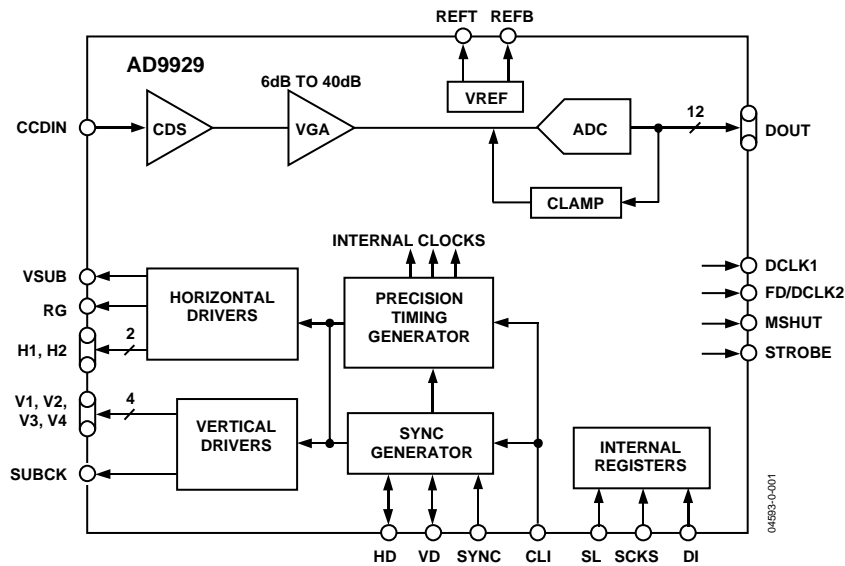 REFT REFB
AD9929
6dB TO 40dB
VREF
CCDIN
CDS
VGA
ADC
12
DOUT
CLAMP
INTERNAL CLOCKS
VSUB
RG
H1, H2
2
HORIZONTAL
DRIVERS
PRECISION
TIMING
GENERATOR
DCLK1
FD/DCLK2
MSHUT
STROBE
V1, V2,
V3, V4
4
SUBCK
VERTICAL
DRIVERS
SYNC
GENERATOR
INTERNAL
REGISTERS
HD VD SYNC CLI SL SCKS DI
04593-0-001